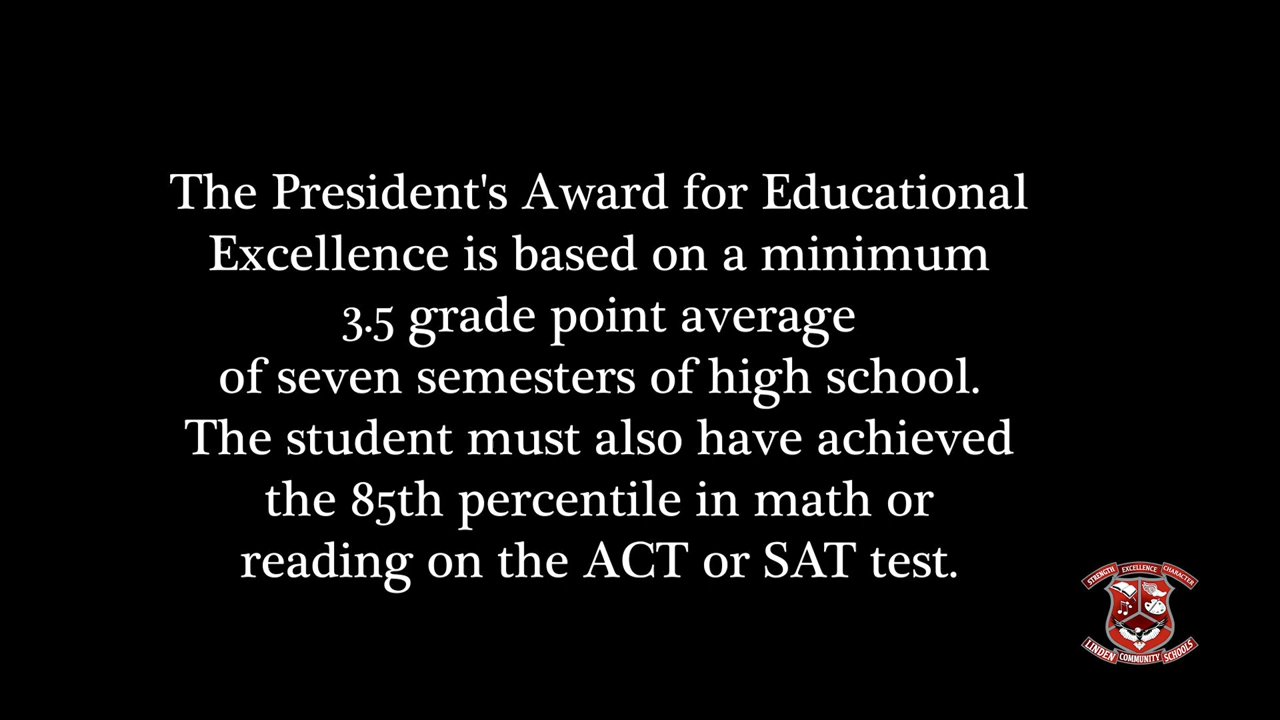 The President's Award for Educational
Excellence is based on a minimum
3.5 grade point average
of seven semesters of high school.
The student must also have achieved
the 85th percentile in math or
reading on the ACT or SAT test.
STRENGTH EXCELLENCE CHARACTER
LINDEN COMMUNITY SCHOOLS